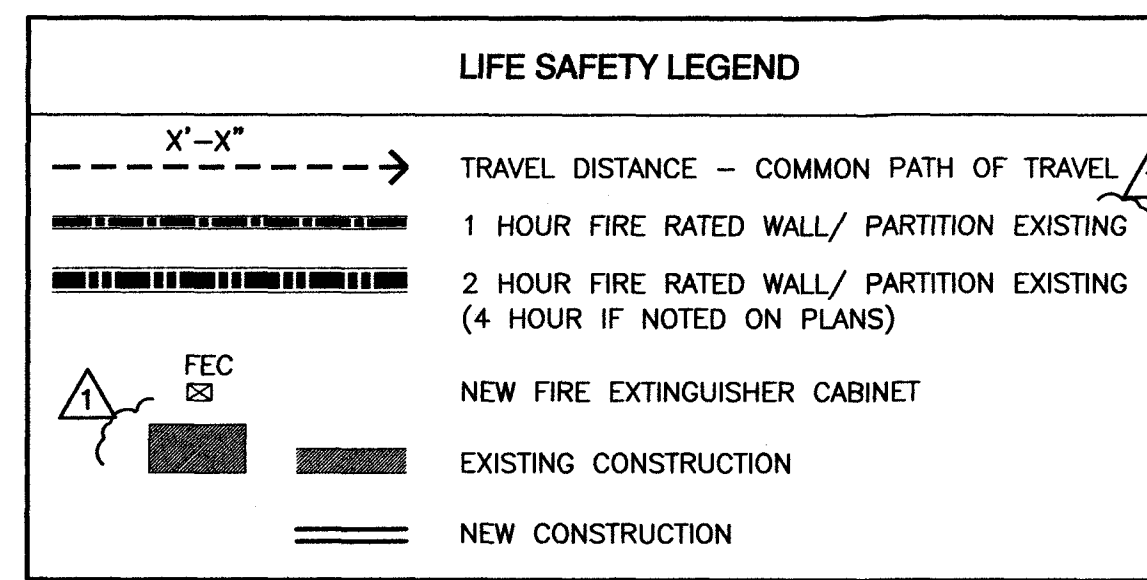 LIFE SAFETY LEGEND
X'-X"
TRAVEL DISTANCE – COMMON PATH OF TRAVEL
1 HOUR FIRE RATED WALL/ PARTITION EXISTING
2 HOUR FIRE RATED WALL/ PARTITION EXISTING
(4 HOUR IF NOTED ON PLANS)
1
FEC
NEW FIRE EXTINGUISHER CABINET
EXISTING CONSTRUCTION
NEW CONSTRUCTION